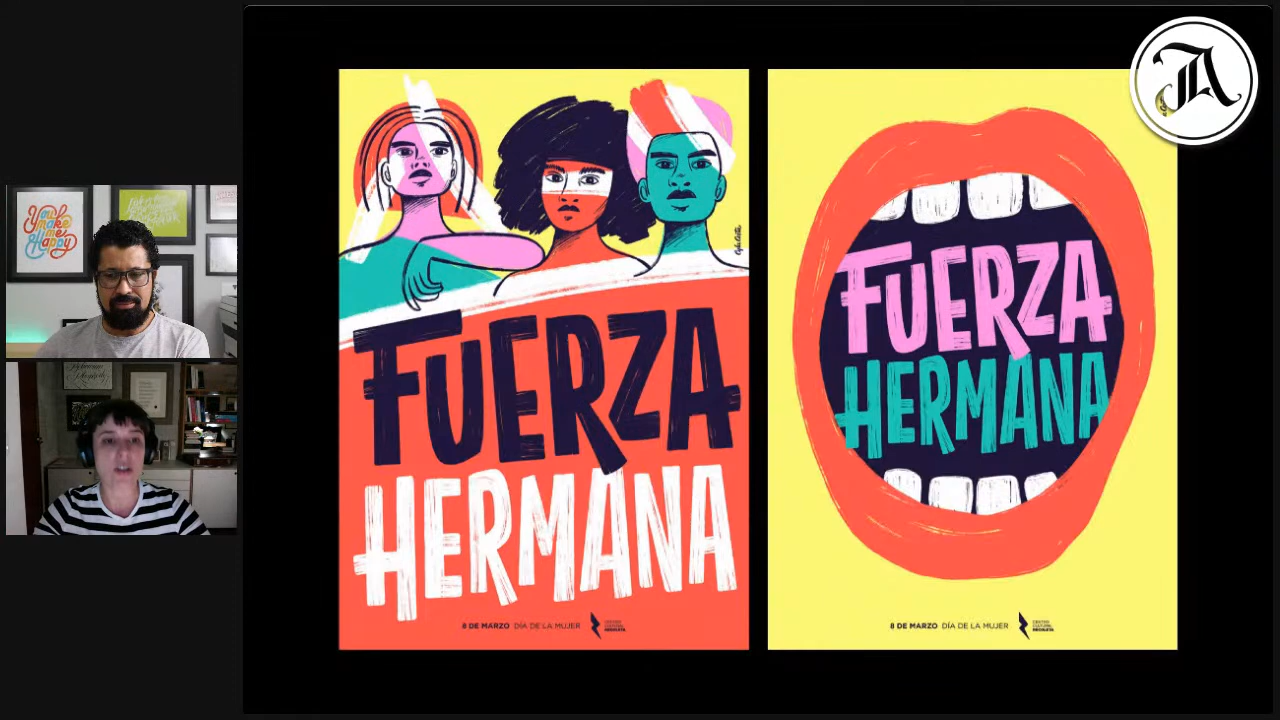 You
make
me
Happy
FUERZA
HERMANA
8 DE MARZO DÍA DE LA MUJER
FUERZA
HERMANA
8 DE MARZO DÍA DE LA MUJER
JA